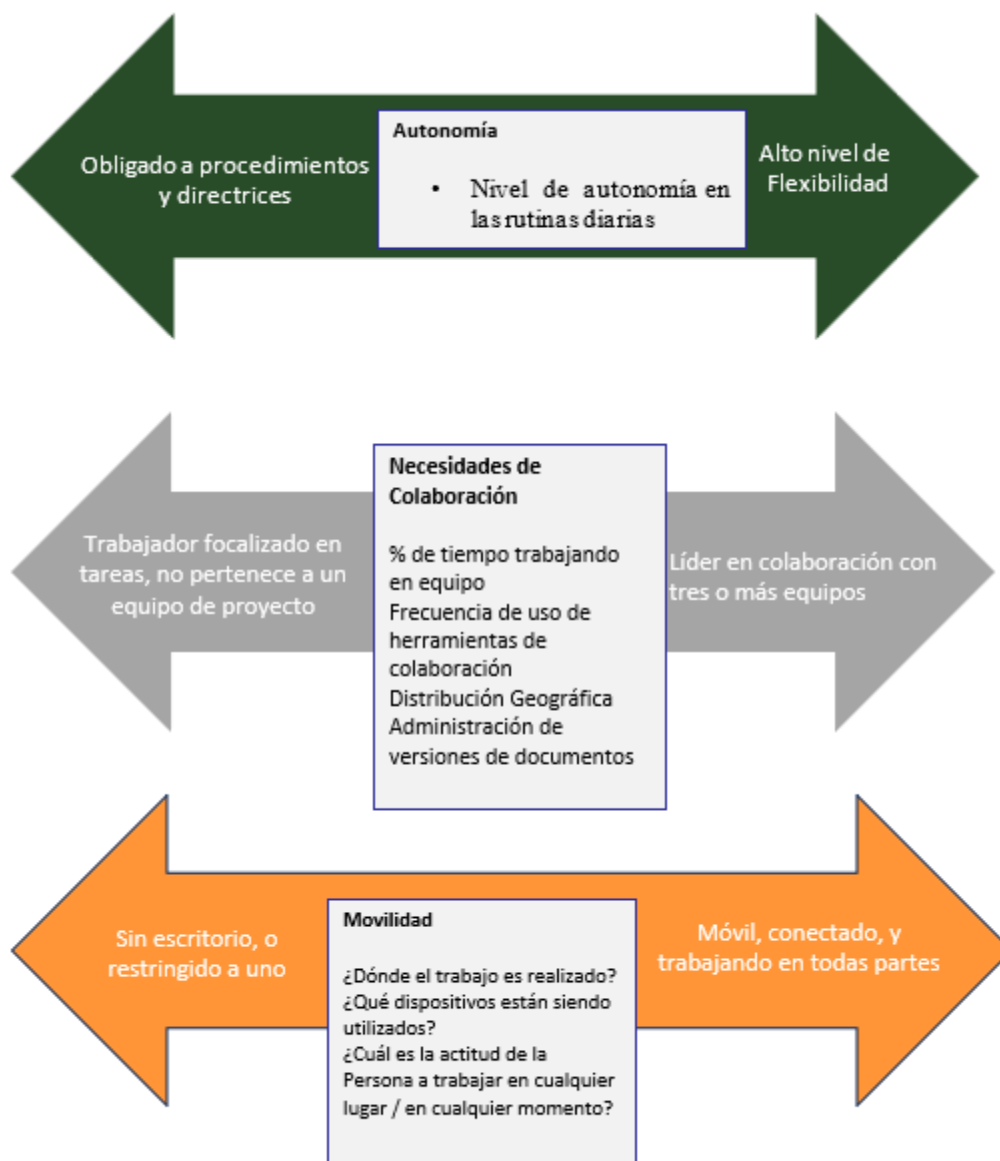 Obligado a procedimientos
y directrices
Autonomía
• Nivel de autonomía en
las rutinas diarias
Alto nivel de
Flexibilidad
Trabajador focalizado en
tareas, no pertenece a un
equipo de proyecto
Necesidades de
Colaboración
% de tiempo trabajando
en equipo
Frecuencia de uso de
herramientas de
colaboración
Distribución Geográfica
Administración de
versiones de documentos
Líder en colaboración con
tres o más equipos
Sin escritorio, o
restringido a uno
Movilidad
¿Dónde el trabajo es realizado?
¿Qué dispositivos están siendo
utilizados?
¿Cuál es la actitud de la
Persona a trabajar en cualquier
lugar / en cualquier momento?
Móvil, conectado, y
trabajando en todas partes